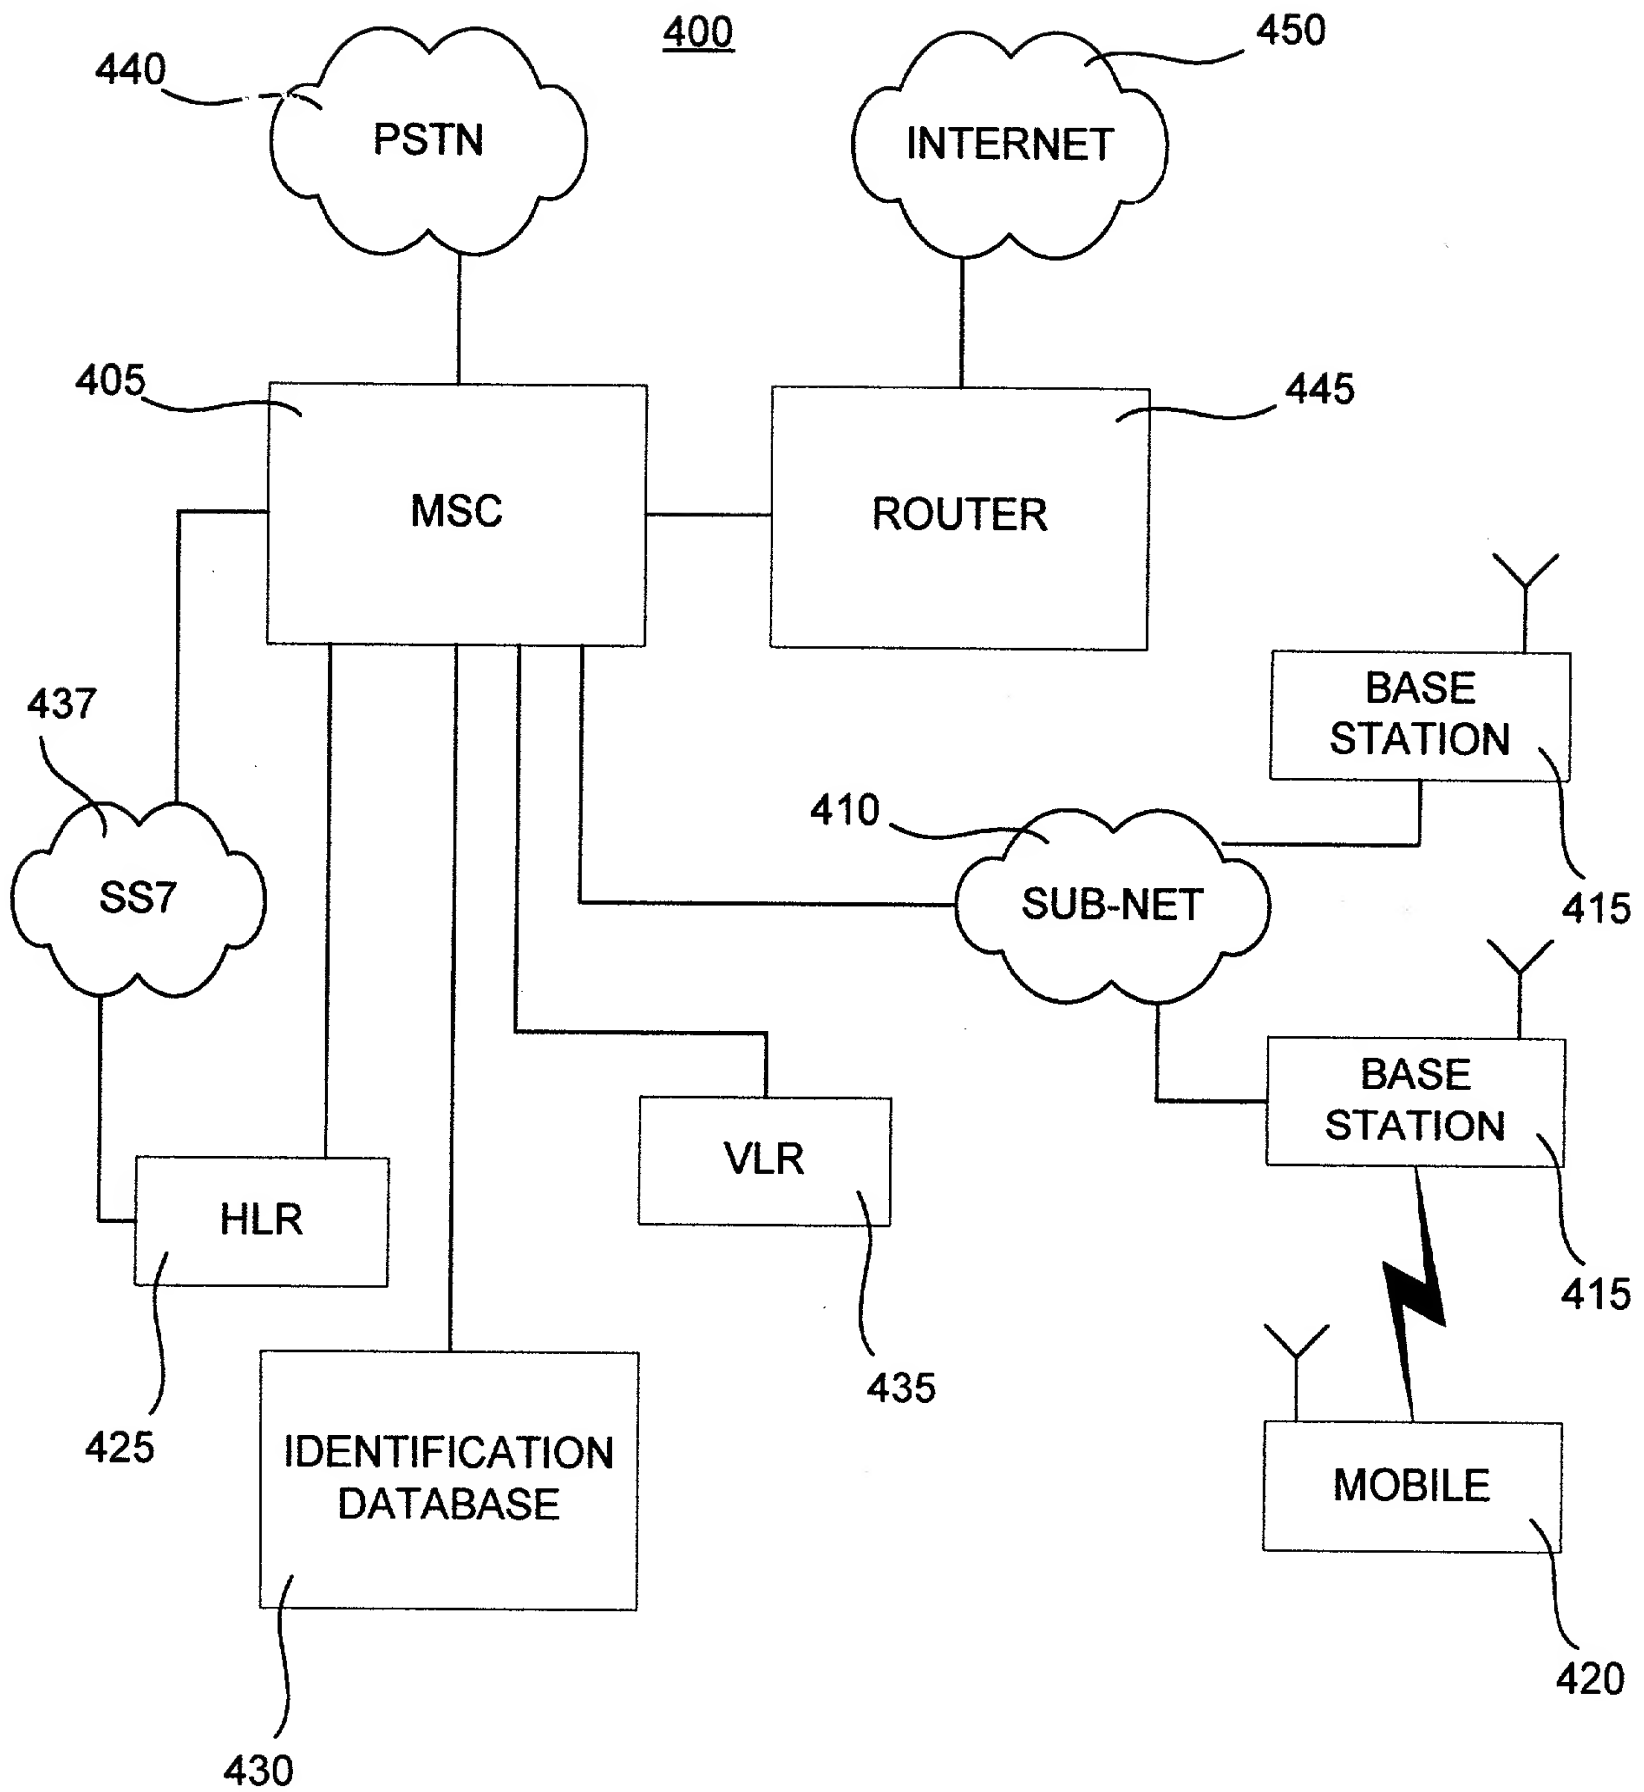 400
440
PSTN
450
INTERNET
405
MSC
445
ROUTER
437
SS7
410
SUB-NET
BASE
STATION
415
BASE
STATION
415
VLR
435
HLR
425
IDENTIFICATION
DATABASE
430
MOBILE
420